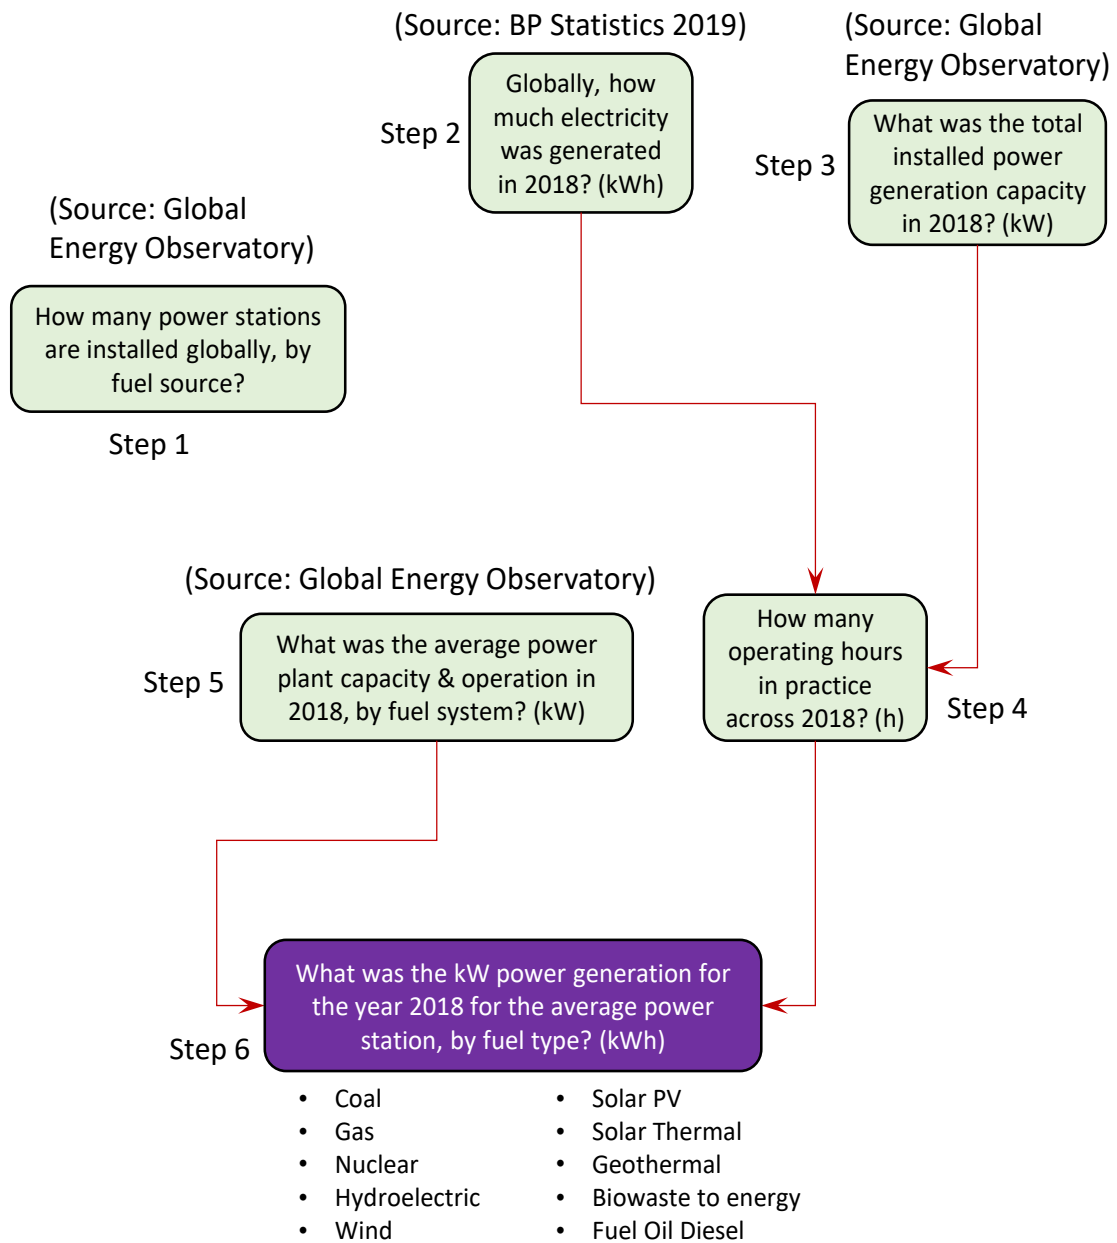 (Source: BP Statistics 2019)
Globally, how
much electricity
was generated
in 2018? (kWh)
Step 2
(Source: Global
Energy Observatory)
What was the total
installed power
generation capacity
in 2018? (kW)
Step 3
(Source: Global
Energy Observatory)
How many power stations
are installed globally, by
fuel source?
Step 1
(Source: Global Energy Observatory)
What was the average power
plant capacity & operation in
2018, by fuel system? (kW)
Step 5
How many
operating hours
in practice
across 2018? (h)
Step 4
What was the kW power generation for
the year 2018 for the average power
station, by fuel type? (kWh)
Step 6
• Coal
• Gas
• Nuclear
• Hydroelectric
• Wind
• Solar PV
• Solar Thermal
• Geothermal
• Biowaste to energy
• Fuel Oil Diesel